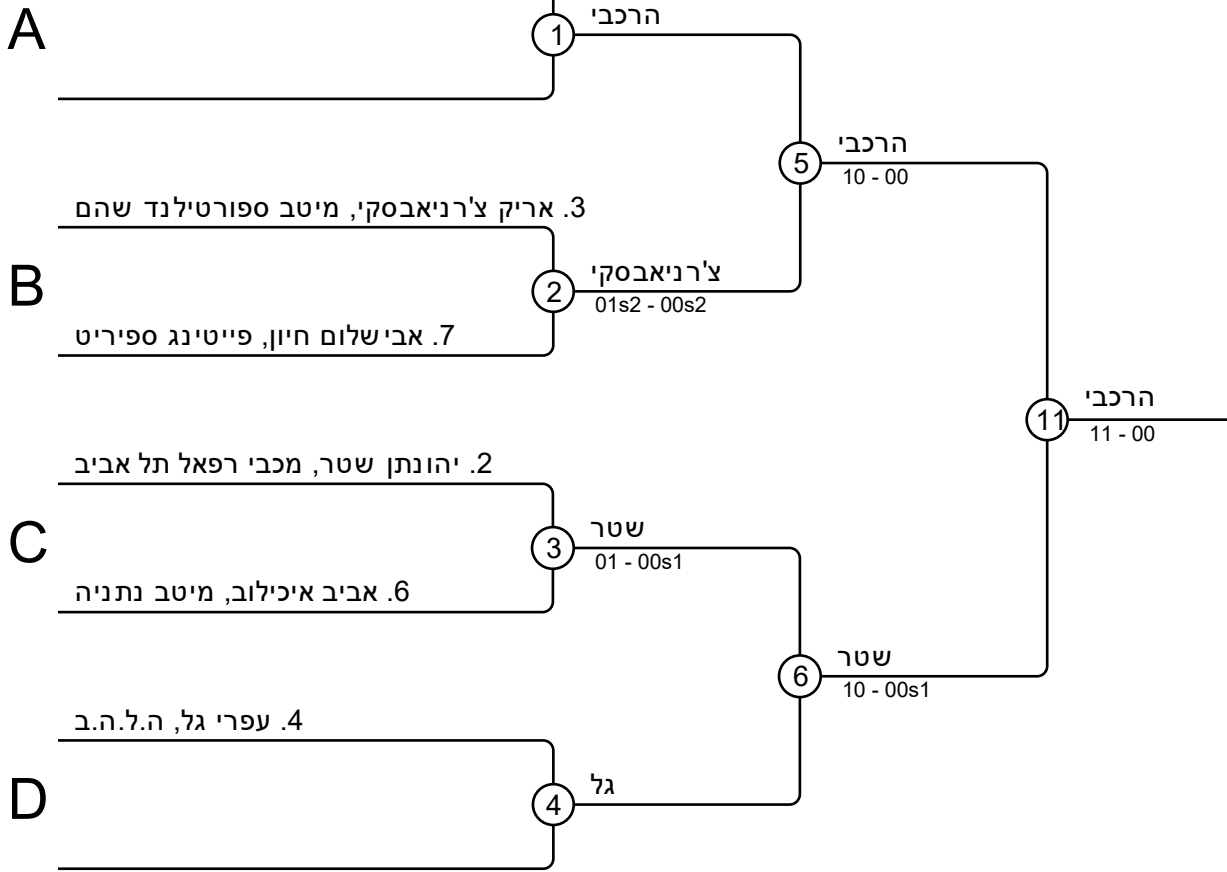 A
1
הרכבי
5
הרכבי
10 - 00
3. אריק צ'רניאבסקי, מיטב ספורטילנד שהם
B
2
צ'רניאבסקי
01s2 - 00s2
7. אבישלום חיון, פייטינג ספיריט
11
הרכבי
11 - 00
2. יהונתן שטר, מכבי רפאל תל אביב
C
3
שטר
01 - 00s1
6. אביב איכילוב, מיטב נתניה
6
שטר
10 - 00s1
4. עפרי גל, ה.ל.ה.ב
D
4
גל